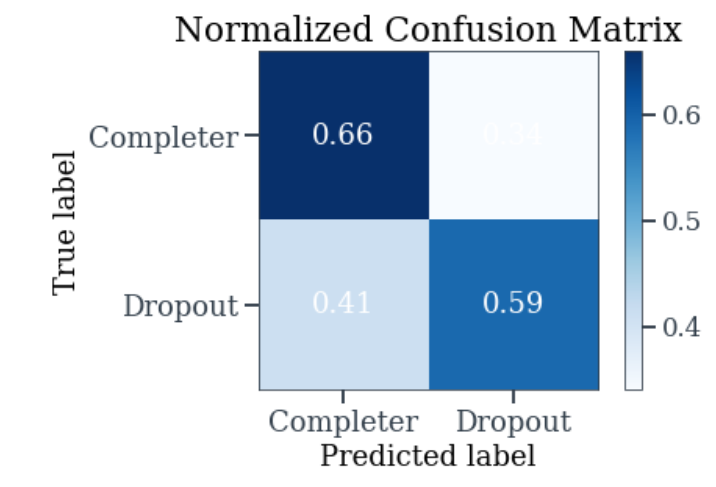 Normalized Confusion Matrix
True label
Completer
0.66
0.34
Dropout
0.41
0.59
Completer
Dropout
Predicted label
0.6
0.5
0.4